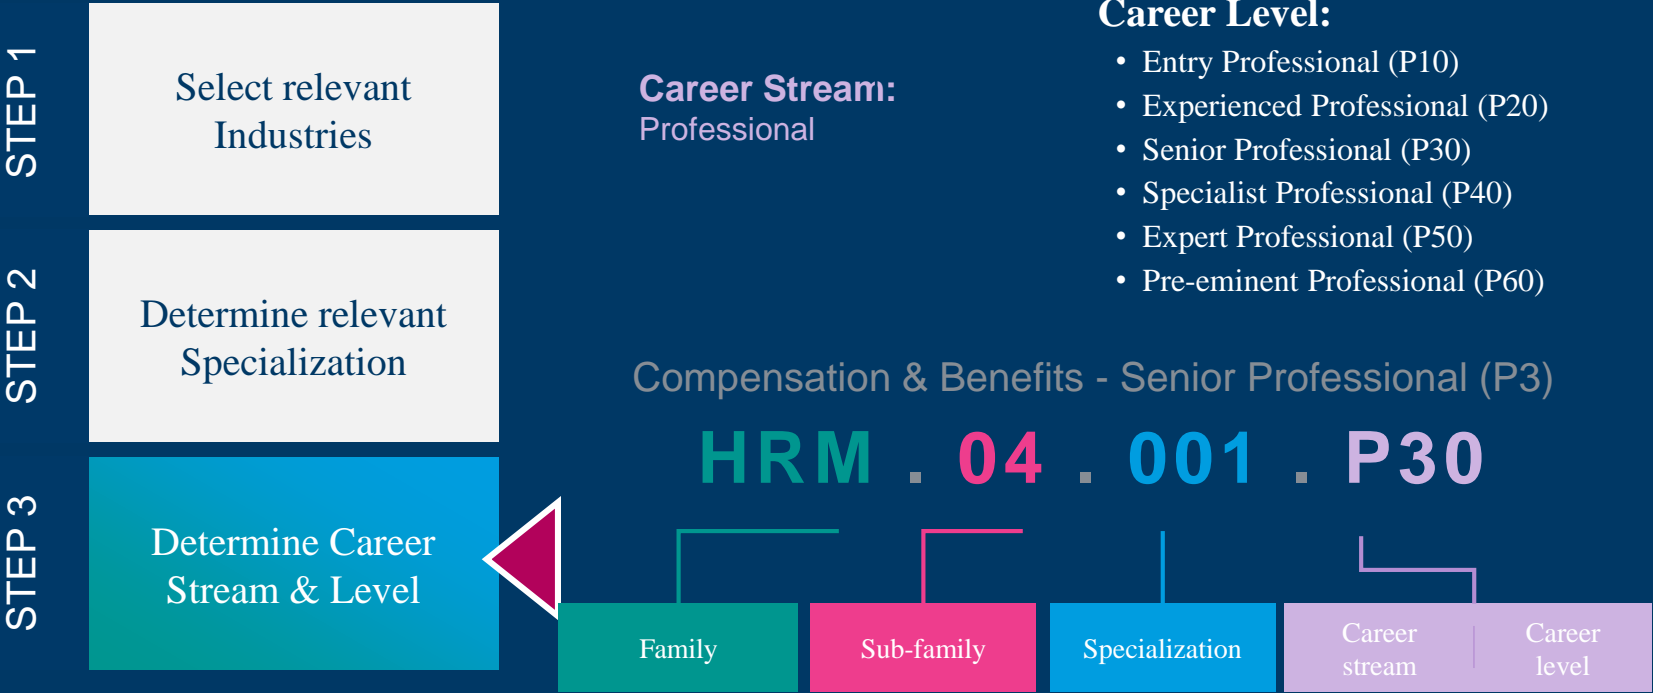 STEP 1
Select relevant
Industries
STEP 2
Determine relevant
Specialization
STEP 3
Determine Career
Stream & Level
Career Stream:
Professional
Career Level:
• Entry Professional (P10)
• Experienced Professional (P20)
• Senior Professional (P30)
• Specialist Professional (P40)
• Expert Professional (P50)
• Pre-eminent Professional (P60)
Compensation & Benefits - Senior Professional (P3)
HRM . 04 . 001 . P30
Family
Sub-family
Specialization
Career
stream
Career
level